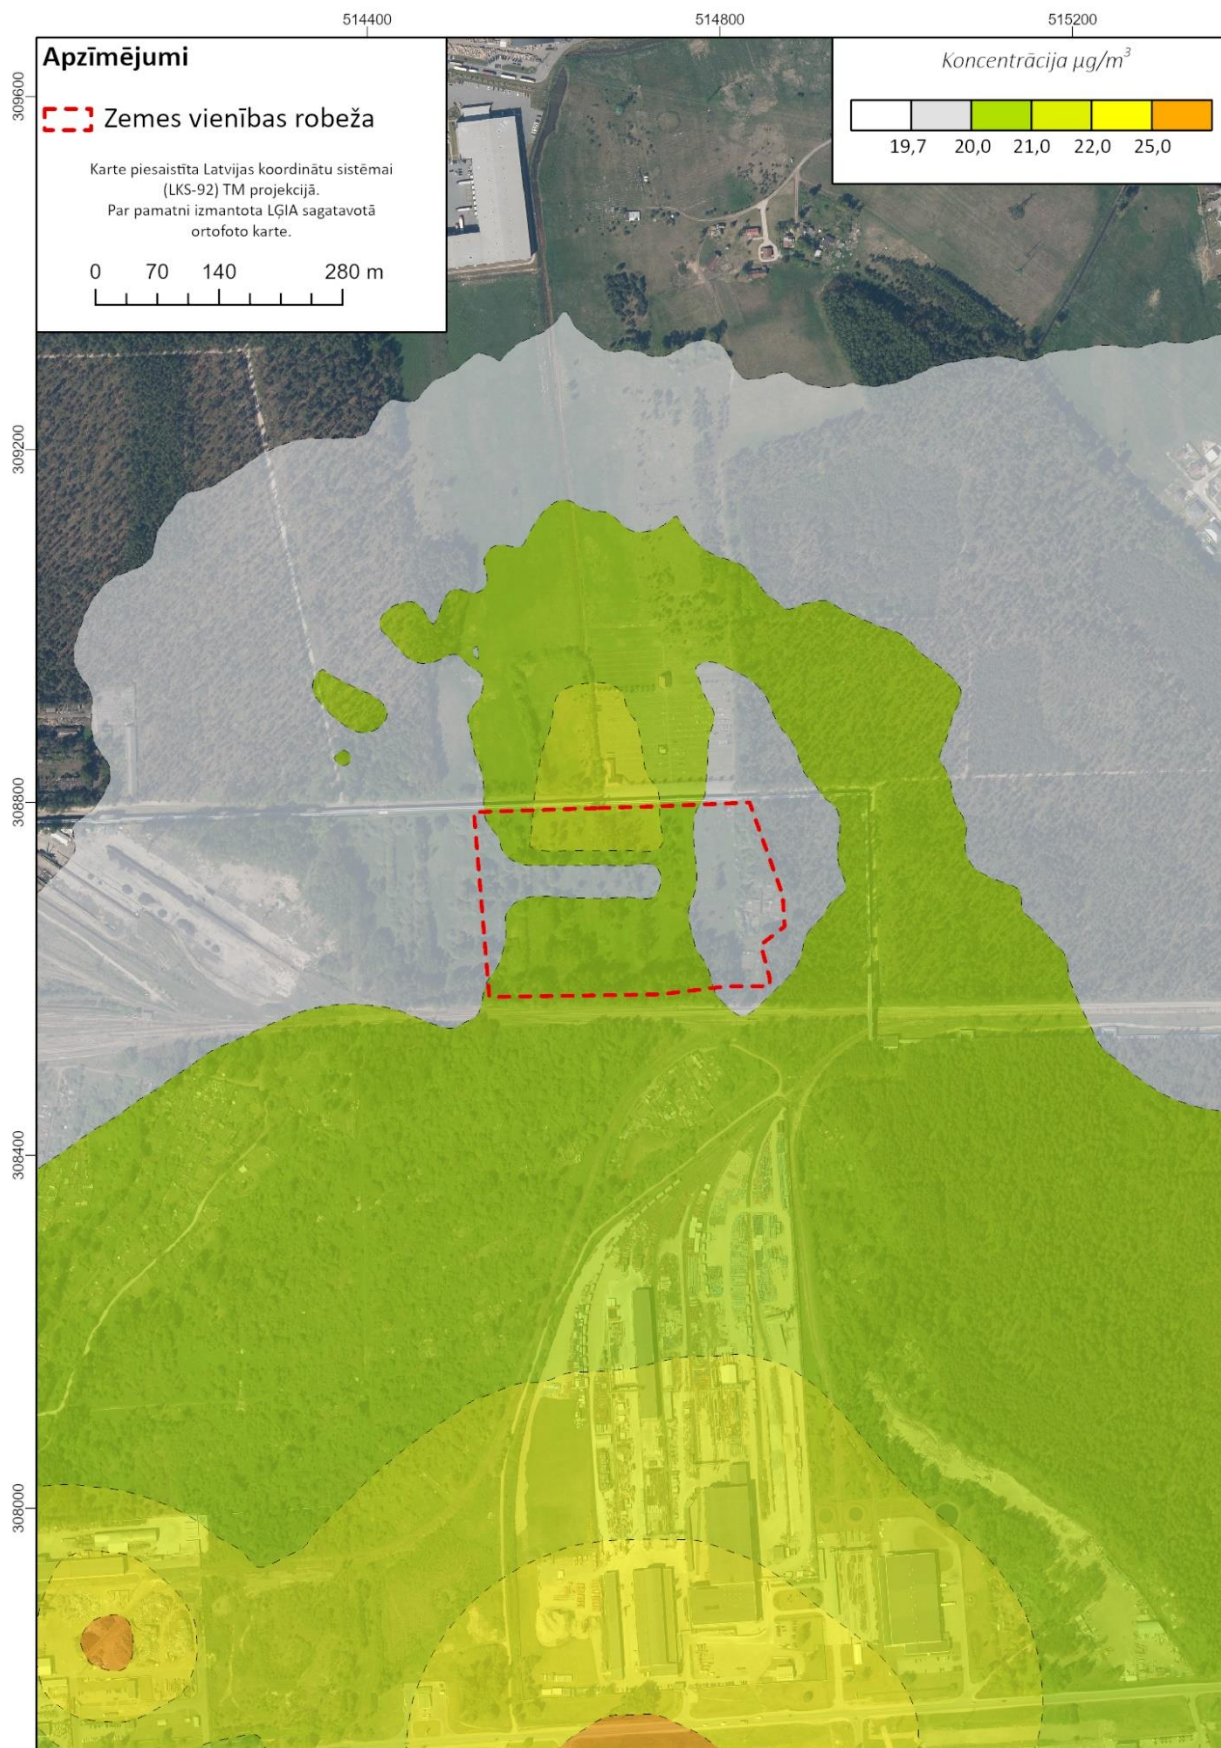 514400
514800
515200
Apzīmējumi
Zemes vienības robeža
Karte piesaistīta Latvijas koordinātu sistēmai
(LKS-92) TM projekcijā.
Par pamatni izmantota LĢIA sagatavotā
ortofoto karte.
0 70 140 280 m
Koncentrācija µg/m³
19,7 20,0 21,0 22,0 25,0
309600
309200
308800
308400
308000